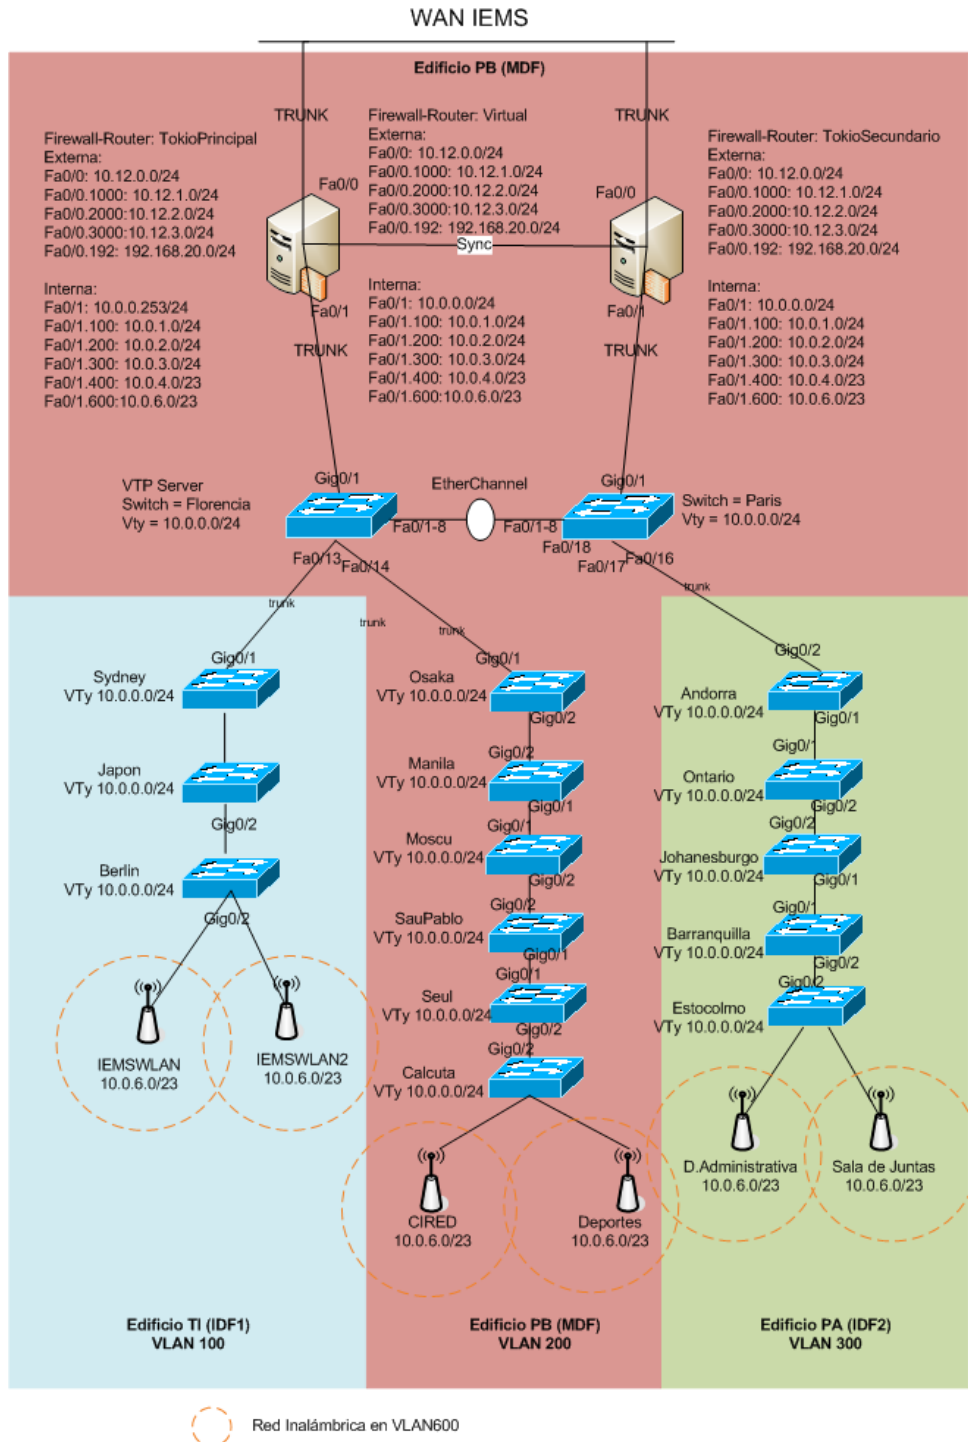 WAN IEMS
Edificio PB (MDF)
TRUNK
TRUNK
Firewall-Router: TokioPrincipal
Externa:
Fa0/0: 10.12.0.0/24
Fa0/0.1000: 10.12.1.0/24
Fa0/0.2000: 10.12.2.0/24
Fa0/0.3000:10.12.3.0/24
Fa0/0.192: 192.168.20.0/24
Interna:
Fa0/1: 10.0.0.253/24
Fa0/1.100: 10.0.1.0/24
Fa0/1.200: 10.0.2.0/24
Fa0/1.300: 10.0.3.0/24
Fa0/1.400: 10.0.4.0/23
Fa0/1.600:10.0.6.0/23
Firewall-Router: Virtual
Externa:
Fa0/0: 10.12.0.0/24
Fa0/0.1000: 10.12.1.0/24
Fa0/0.2000:10.12.2.0/24
Fa0/0.3000:10.12.3.0/24
Fa0/0.192: 192.168.20.0/24
Interna:
Fa0/1: 10.0.0.0/24
Fa0/1.100: 10.0.1.0/24
Fa0/1.200: 10.0.2.0/24
Fa0/1.300: 10.0.3.0/24
Fa0/1.400: 10.0.4.0/23
Fa0/1.600:10.0.6.0/23
Firewall-Router: TokioSecundario
Externa:
Fa0/0: 10.12.0.0/24
Fa0/0.1000: 10.12.1.0/24
Fa0/0.2000: 10.12.2.0/24
Fa0/0.3000:10.12.3.0/24
Fa0/0.192: 192.168.20.0/24
Interna:
Fa0/1: 10.0.0.0/24
Fa0/1.100: 10.0.1.0/24
Fa0/1.200: 10.0.2.0/24
Fa0/1.300: 10.0.3.0/24
Fa0/1.400: 10.0.4.0/23
Fa0/1.600: 10.0.6.0/23
Fa0/0
Fa0/0
Sync
Fa0/1
Fa0/1
TRUNK
TRUNK
VTP Server
Switch = Florencia
Vty = 10.0.0.0/24
Gig0/1
EtherChannel
Gig0/1
Switch = Paris
Vty = 10.0.0.0/24
Fa0/1-8
Fa0/1-8
Fa0/18
Fa0/13
Fa0/14
Fa0/17
Fa0/16
trunk
trunk
trunk
trunk
Gig0/1
Sydney
VTy 10.0.0.0/24
Japon
VTy 10.0.0.0/24
Gig0/2
Berlin
VTy 10.0.0.0/24
Gig0/2
IEMSWLAN
10.0.6.0/23
IEMSWLAN2
10.0.6.0/23
Gig0/1
Osaka
VTy 10.0.0.0/24
Gig0/2
Gig0/2
Manila
VTy 10.0.0.0/24
Gig0/1
Gig0/1
Moscu
VTy 10.0.0.0/24
Gig0/2
Gig0/2
SauPablo
VTy 10.0.0.0/24
Gig0/1
Gig0/1
Seul
VTy 10.0.0.0/24
Gig0/2
Gig0/2
Calcuta
VTy 10.0.0.0/24
CIRED
10.0.6.0/23
Deportes
10.0.6.0/23
Gig0/2
Andorra
VTy 10.0.0.0/24
Gig0/1
Gig0/1
Ontario
VTy 10.0.0.0/24
Gig0/2
Gig0/2
Johanesburgo
VTy 10.0.0.0/24
Gig0/1
Gig0/1
Barranquilla
VTy 10.0.0.0/24
Gig0/2
Gig0/2
Estocolmo
VTy 10.0.0.0/24
D.Administrativa
10.0.6.0/23
Sala de Juntas
10.0.6.0/23
Edificio TI (IDF1)
VLAN 100
Edificio PB (MDF)
VLAN 200
Edificio PA (IDF2)
VLAN 300
Red Inalámbrica en VLAN600